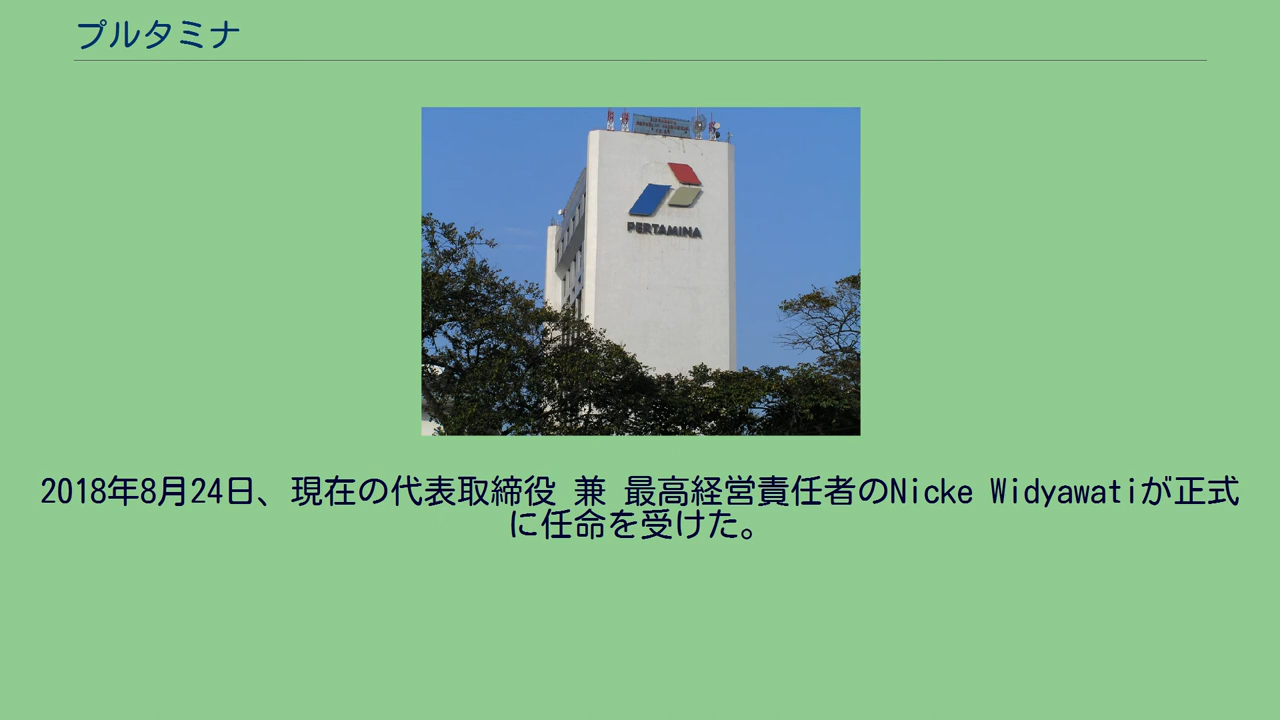 プルタミナ
PERTAMINA
2018年8月24日、現在の代表取締役 兼 最高経営責任者のNicke Widyawatiが正式
に任命を受けた。